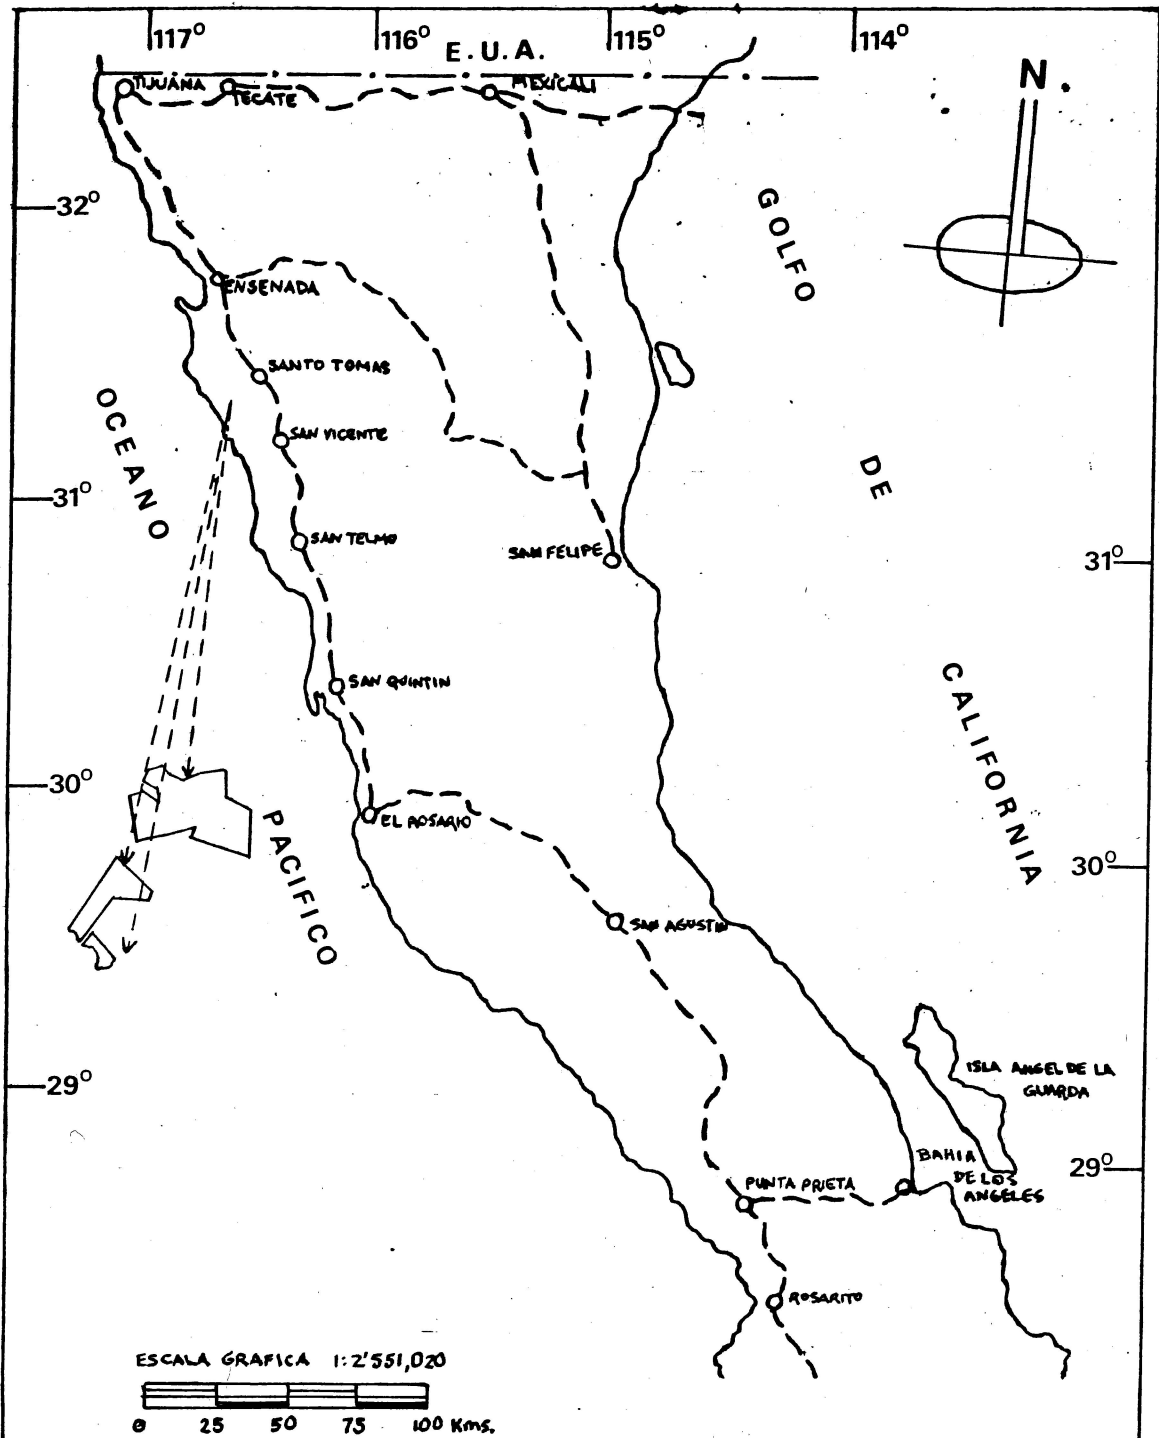 117° 116° 115° 114°
E.U.A.
N
TIJUANA
TECATE
MEXICALI
32°
GOLFO
ENSENADA
SANTO TOMAS
OCEANO
SAN VICENTE
DE
31°
SAN TELMO
SAN FELIPE
31°
SAN QUINTIN
CALIFORNIA
30°
PACIFICO
EL ROSARIO
30°
SAN AGUSTIN
29°
ISLA ANGEL DE LA
GUARDA
BAHIA
DE LOS
ANGELES
29°
PUNTA PRIETA
ROSARITO
ESCALA GRAFICA 1:2'551,020
0 25 50 75 100 Kms.